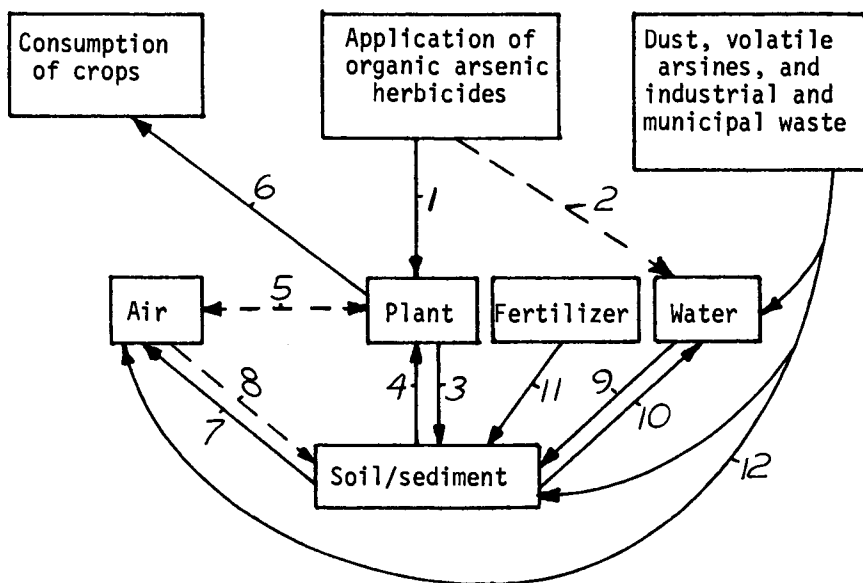 Consumption
of crops
Application of
organic arsenic
herbicides
Dust, volatile
arsines, and
industrial and
municipal waste
6
1
2
5
Air
Plant
Fertilizer
Water
8
7
4
3
11
9
10
12
Soil/sediment